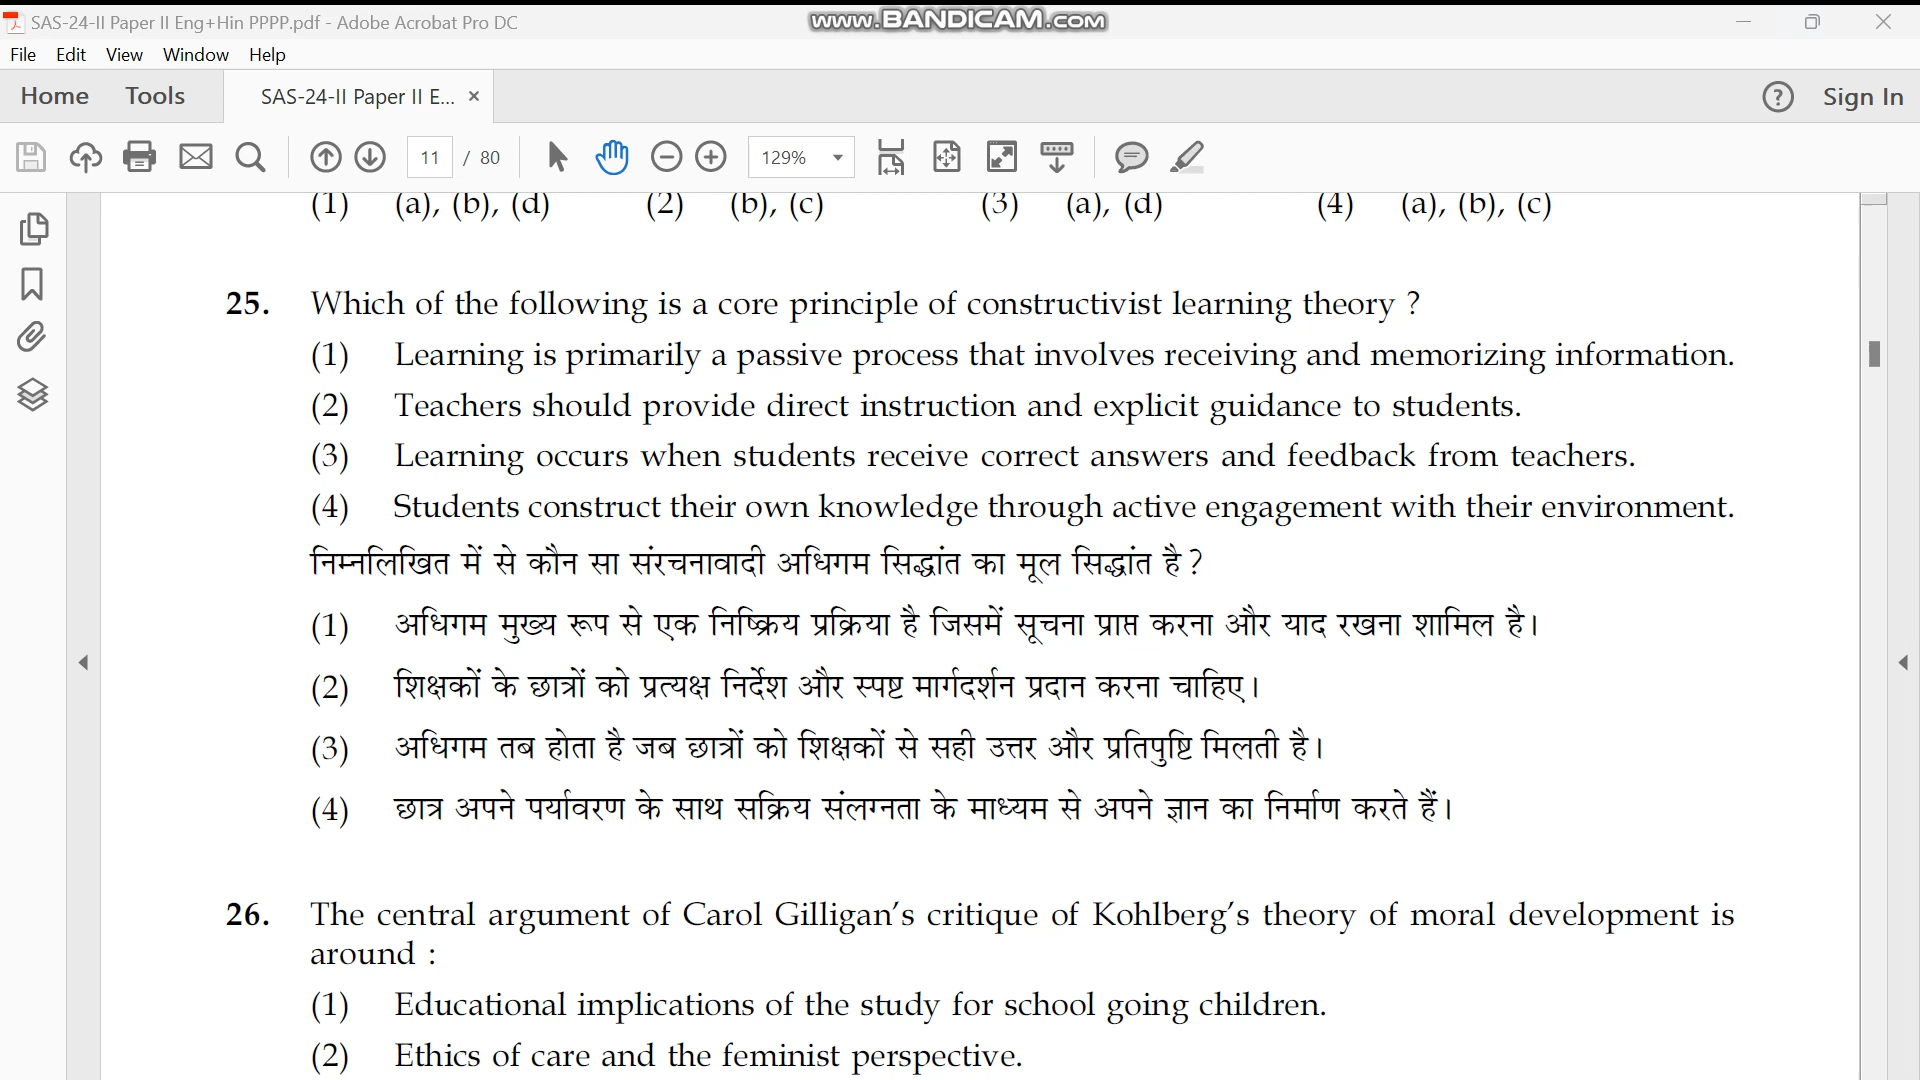 SAS-24-II Paper II Eng+Hin PPPP.pdf - Adobe Acrobat Pro DC
www.BANDICAM.com
File Edit View Window Help
Home Tools SAS-24-II Paper II E... × ? Sign In
11 / 80 129%
(1) (a), (b), (d) (2) (b), (c) (3) (a), (d) (4) (a), (b), (c)
25. Which of the following is a core principle of constructivist learning theory ?
(1) Learning is primarily a passive process that involves receiving and memorizing information.
(2) Teachers should provide direct instruction and explicit guidance to students.
(3) Learning occurs when students receive correct answers and feedback from teachers.
(4) Students construct their own knowledge through active engagement with their environment.
निम्नलिखित में से कौन सा संरचनावादी अधिगम सिद्धांत का मूल सिद्धांत है ?
(1) अधिगम मुख्य रूप से एक निष्क्रिय प्रक्रिया है जिसमें सूचना प्राप्त करना और याद रखना शामिल है।
(2) शिक्षकों के छात्रों को प्रत्यक्ष निर्देश और स्पष्ट मार्गदर्शन प्रदान करना चाहिए।
(3) अधिगम तब होता है जब छात्रों को शिक्षकों से सही उत्तर और प्रतिपुष्टि मिलती है।
(4) छात्र अपने पर्यावरण के साथ सक्रिय संलग्नता के माध्यम से अपने ज्ञान का निर्माण करते हैं।
26. The central argument of Carol Gilligan's critique of Kohlberg's theory of moral development is
around :
(1) Educational implications of the study for school going children.
(2) Ethics of care and the feminist perspective.